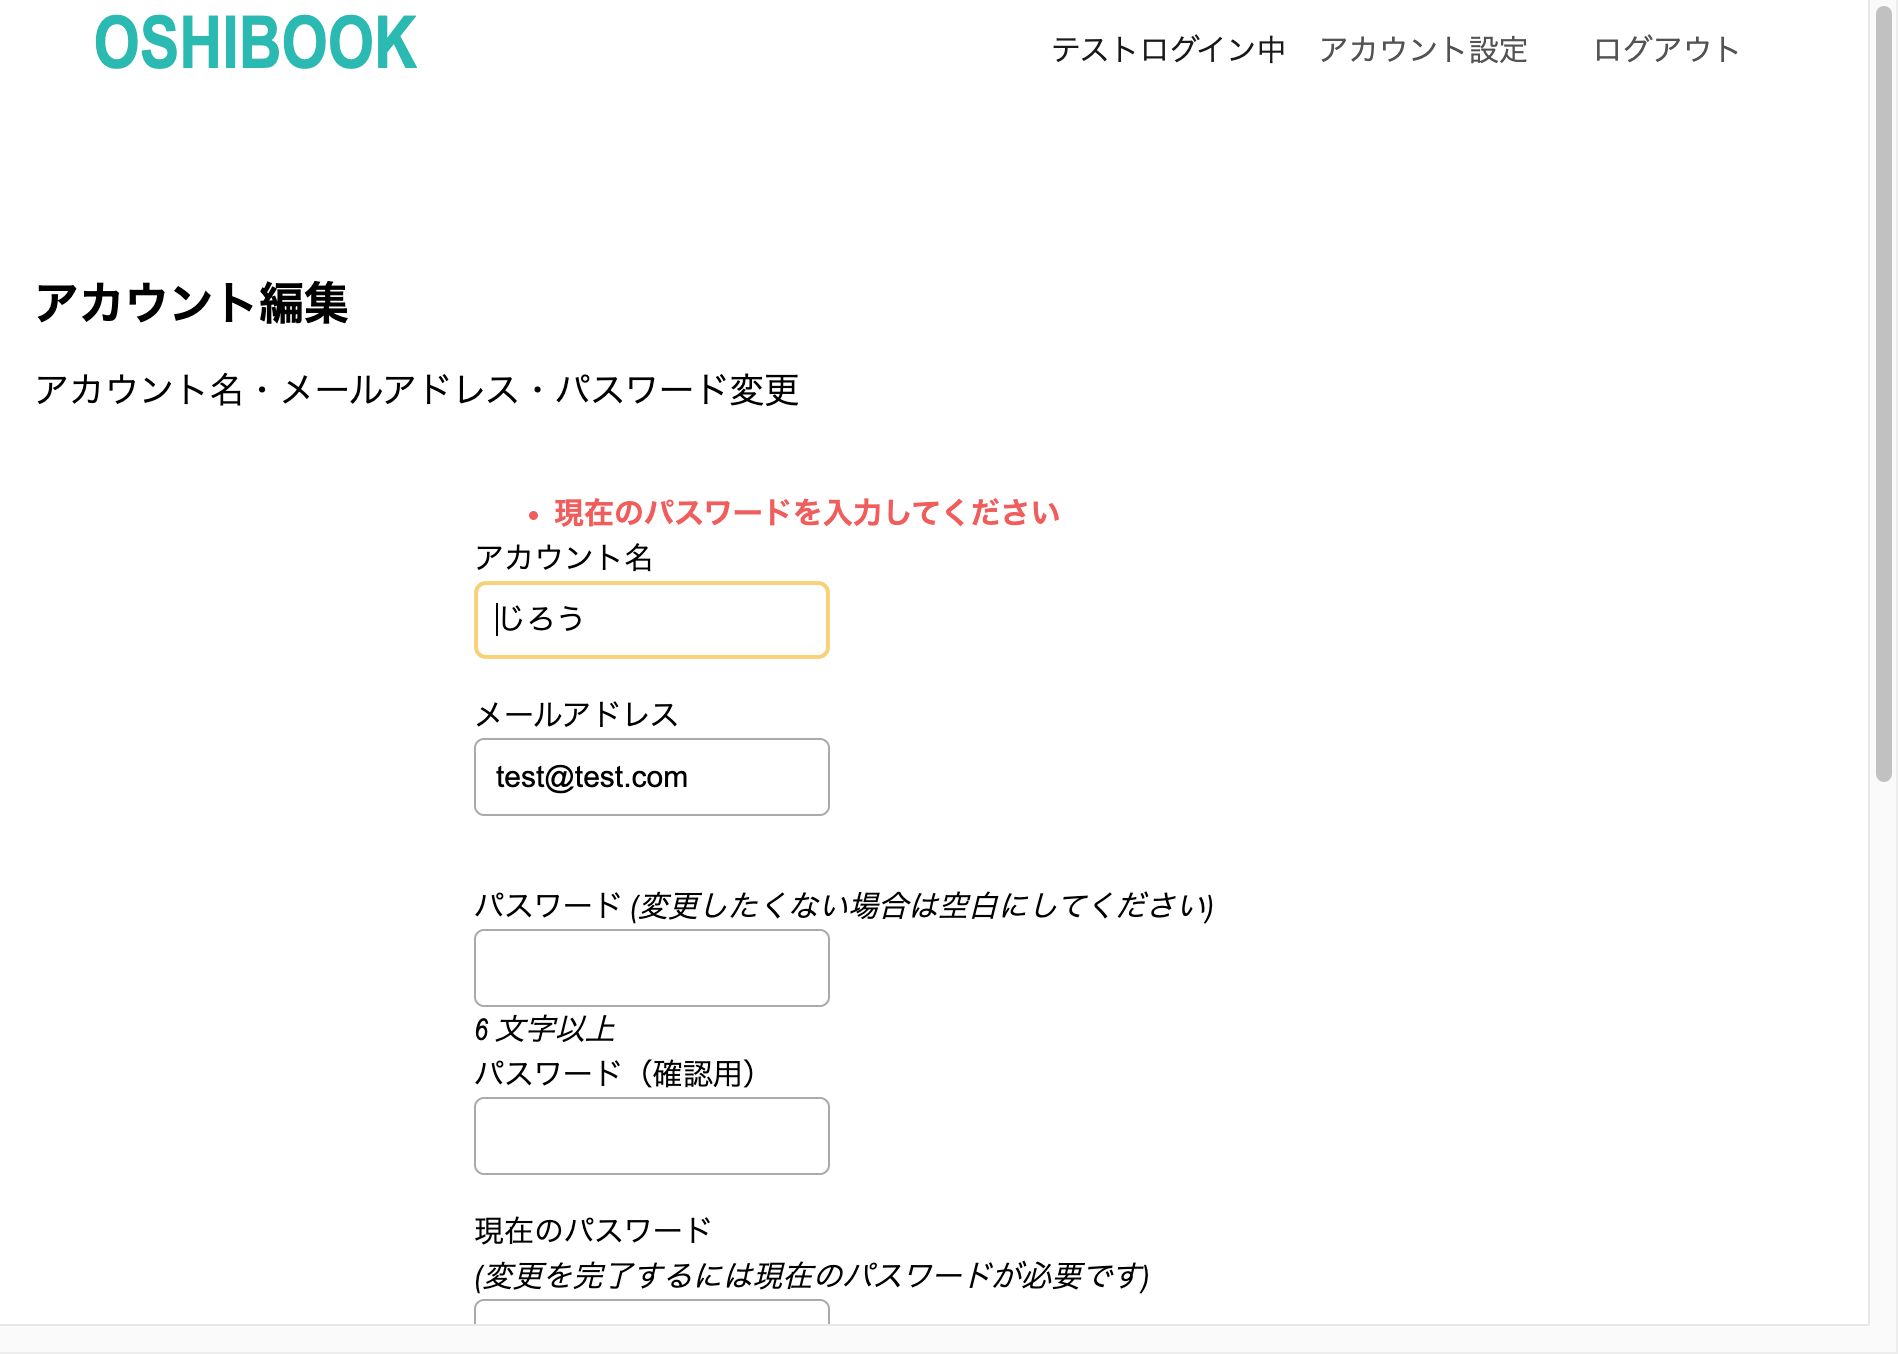 OSHIBOOK
テストログイン中 アカウント設定 ログアウト
アカウント編集
アカウント名・メールアドレス・パスワード変更
• 現在のパスワードを入力してください
アカウント名
じろう
メールアドレス
test@test.com
パスワード (変更したくない場合は空白にしてください)
6 文字以上
パスワード（確認用）
現在のパスワード
(変更を完了するには現在のパスワードが必要です)